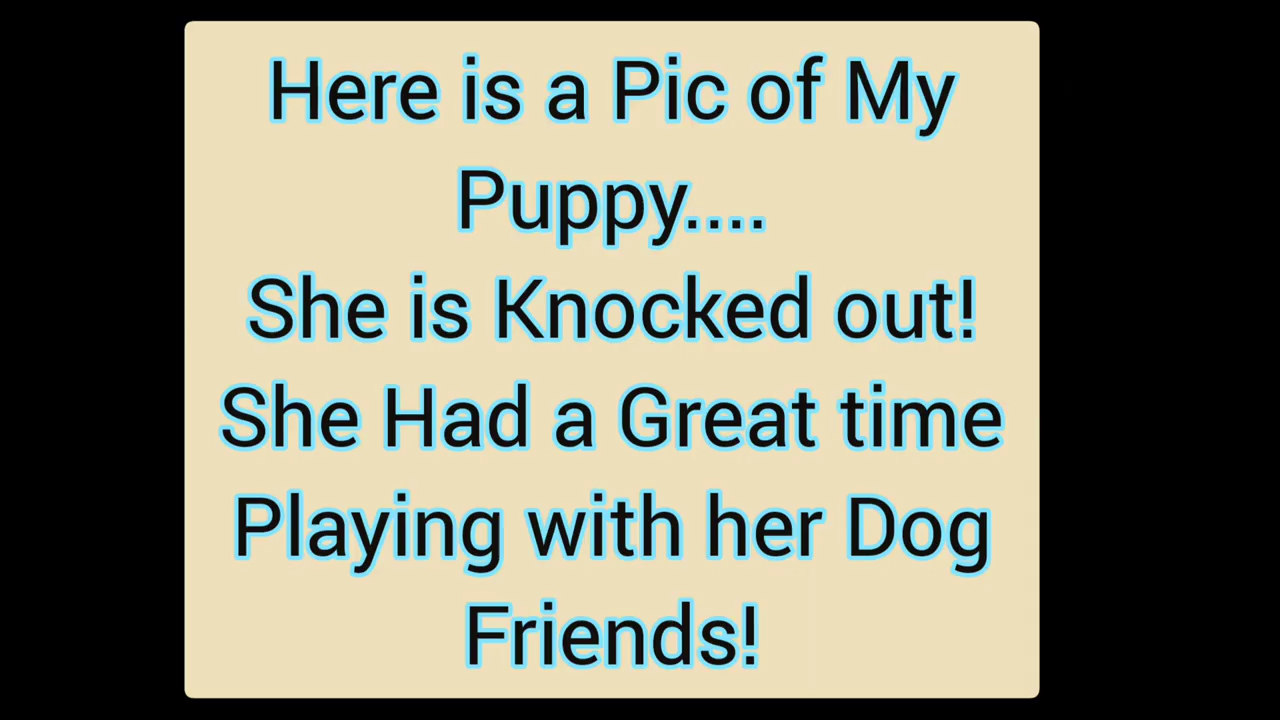 Here is a Pic of My
Puppy....
She is Knocked out!
She Had a Great time
Playing with her Dog
Friends!